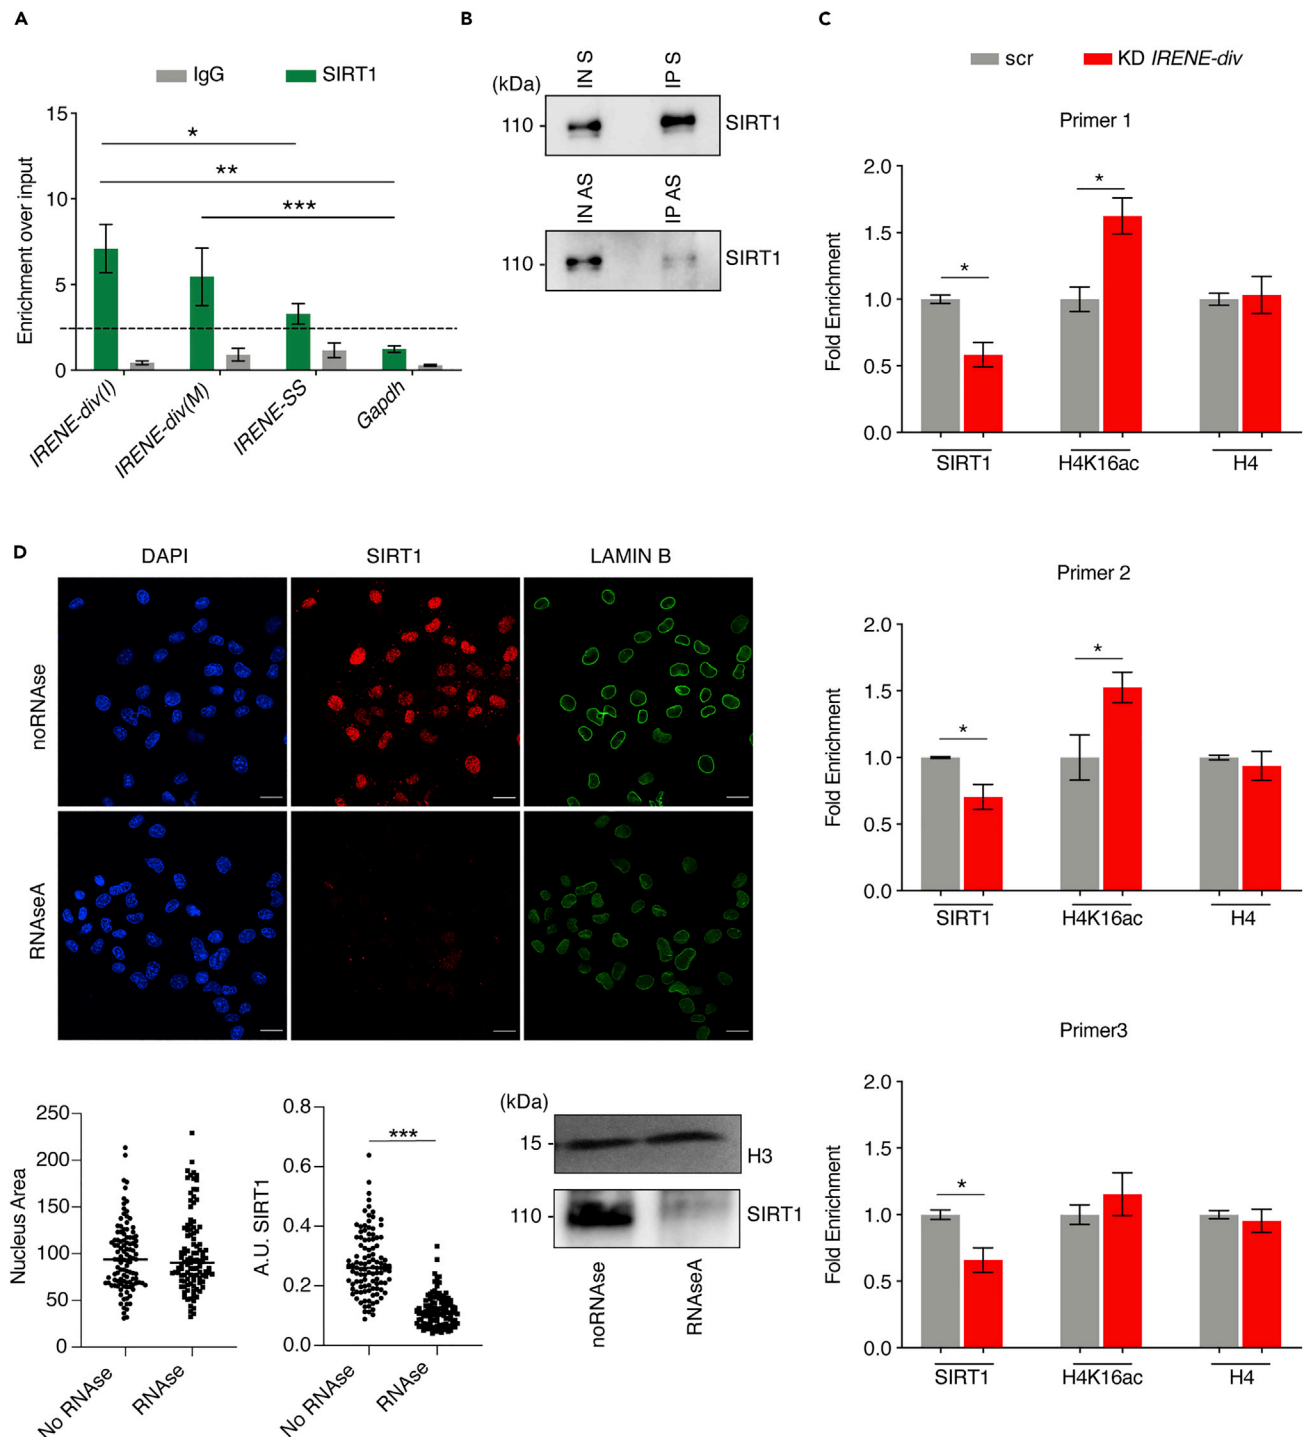 A
IgG
SIRT1
Enrichment over input
15
10
5
0
*
**
***
IRENE-div(I)
IRENE-div(M)
IRENE-SS
Gapdh
B
(kDa)
IN S
IP S
110
SIRT1
IN AS
IP AS
110
SIRT1
C
scr
KD IRENE-div
Primer 1
Fold Enrichment
2.0
1.5
1.0
0.5
0.0
*
*
SIRT1
H4K16ac
H4
Primer 2
Fold Enrichment
2.0
1.5
1.0
0.5
0.0
*
*
SIRT1
H4K16ac
H4
Primer3
Fold Enrichment
2.0
1.5
1.0
0.5
0.0
*
SIRT1
H4K16ac
H4
D
DAPI
SIRT1
LAMIN B
noRNAse
RNAseA
Nucleus Area
250
200
150
100
50
0
No RNAse
RNAse
A.U. SIRT1
0.8
0.6
0.4
0.2
0.0
***
No RNAse
RNAse
(kDa)
15
H3
110
SIRT1
noRNAse
RNAseA